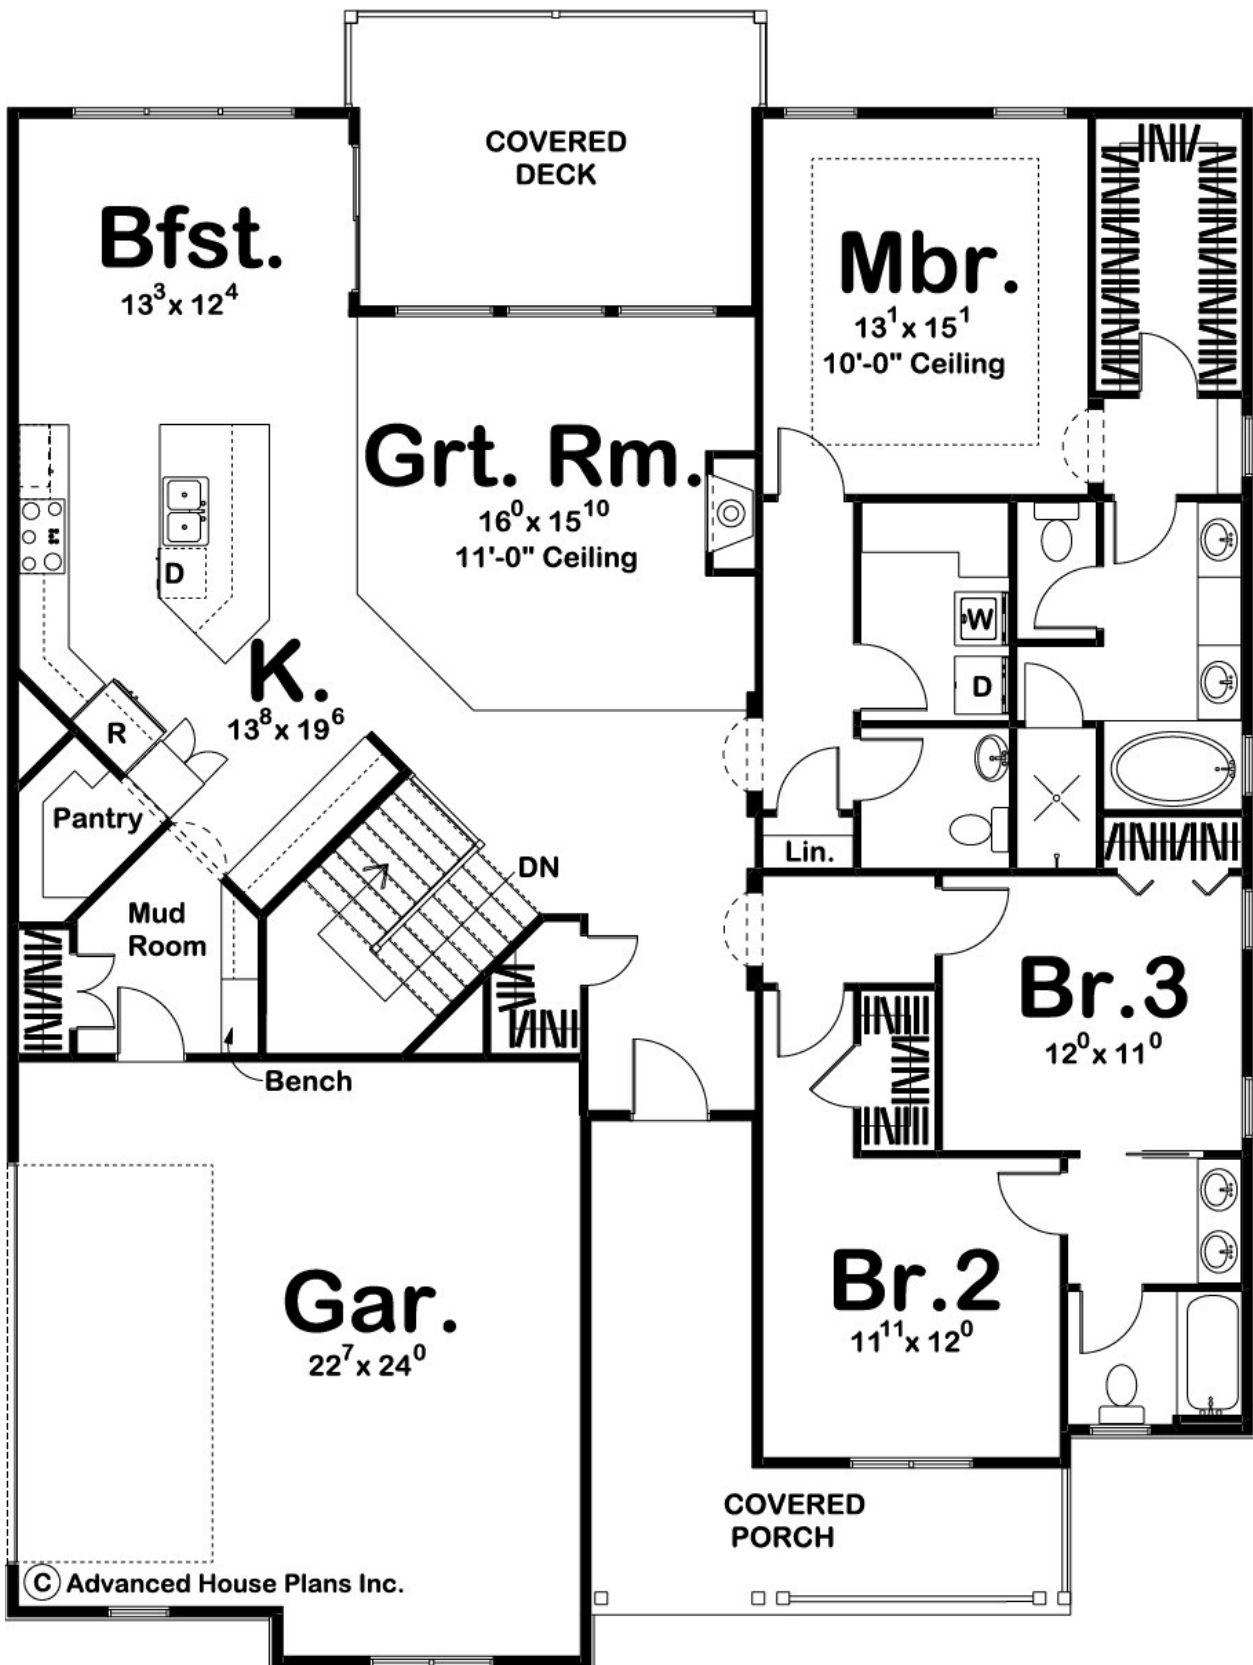 COVERED
DECK
Bfst.
13³ x 12⁴
Mbr.
13¹ x 15¹
10'-0" Ceiling
Grt. Rm.
16⁰ x 15¹⁰
11'-0" Ceiling
D
W
D
K.
13⁸ x 19⁶
R
Pantry
Lin.
DN
Mud
Room
Br.3
12⁰ x 11⁰
Bench
Gar.
22⁷ x 24⁰
Br.2
11¹¹ x 12⁰
COVERED
PORCH
© Advanced House Plans Inc.